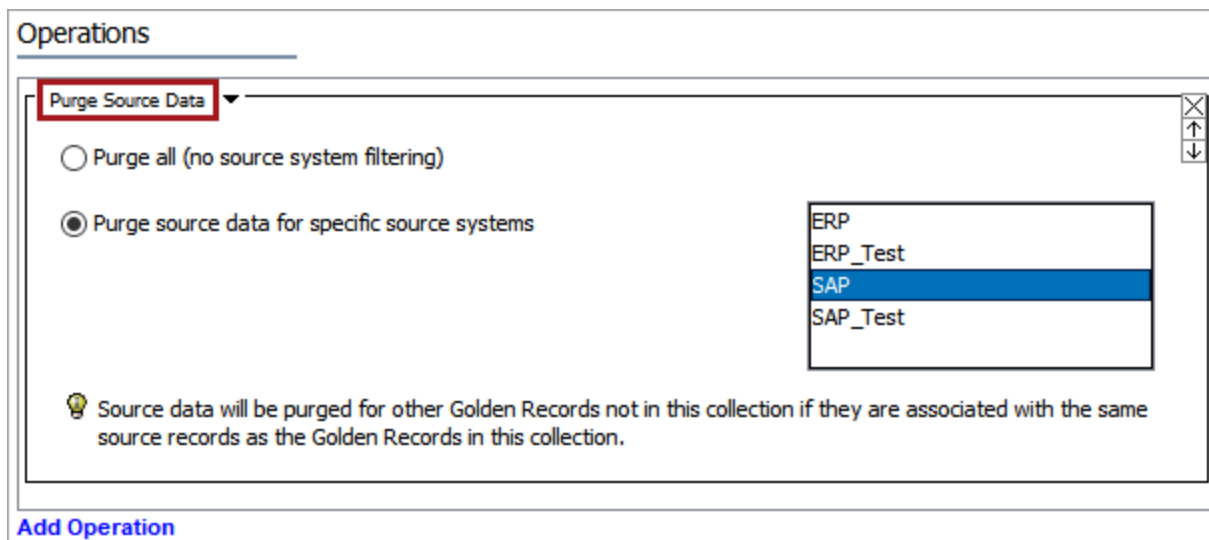 Operations
Purge Source Data
Purge all (no source system filtering)
Purge source data for specific source systems
ERP
ERP_Test
SAP
SAP_Test
Source data will be purged for other Golden Records not in this collection if they are associated with the same
source records as the Golden Records in this collection.
Add Operation